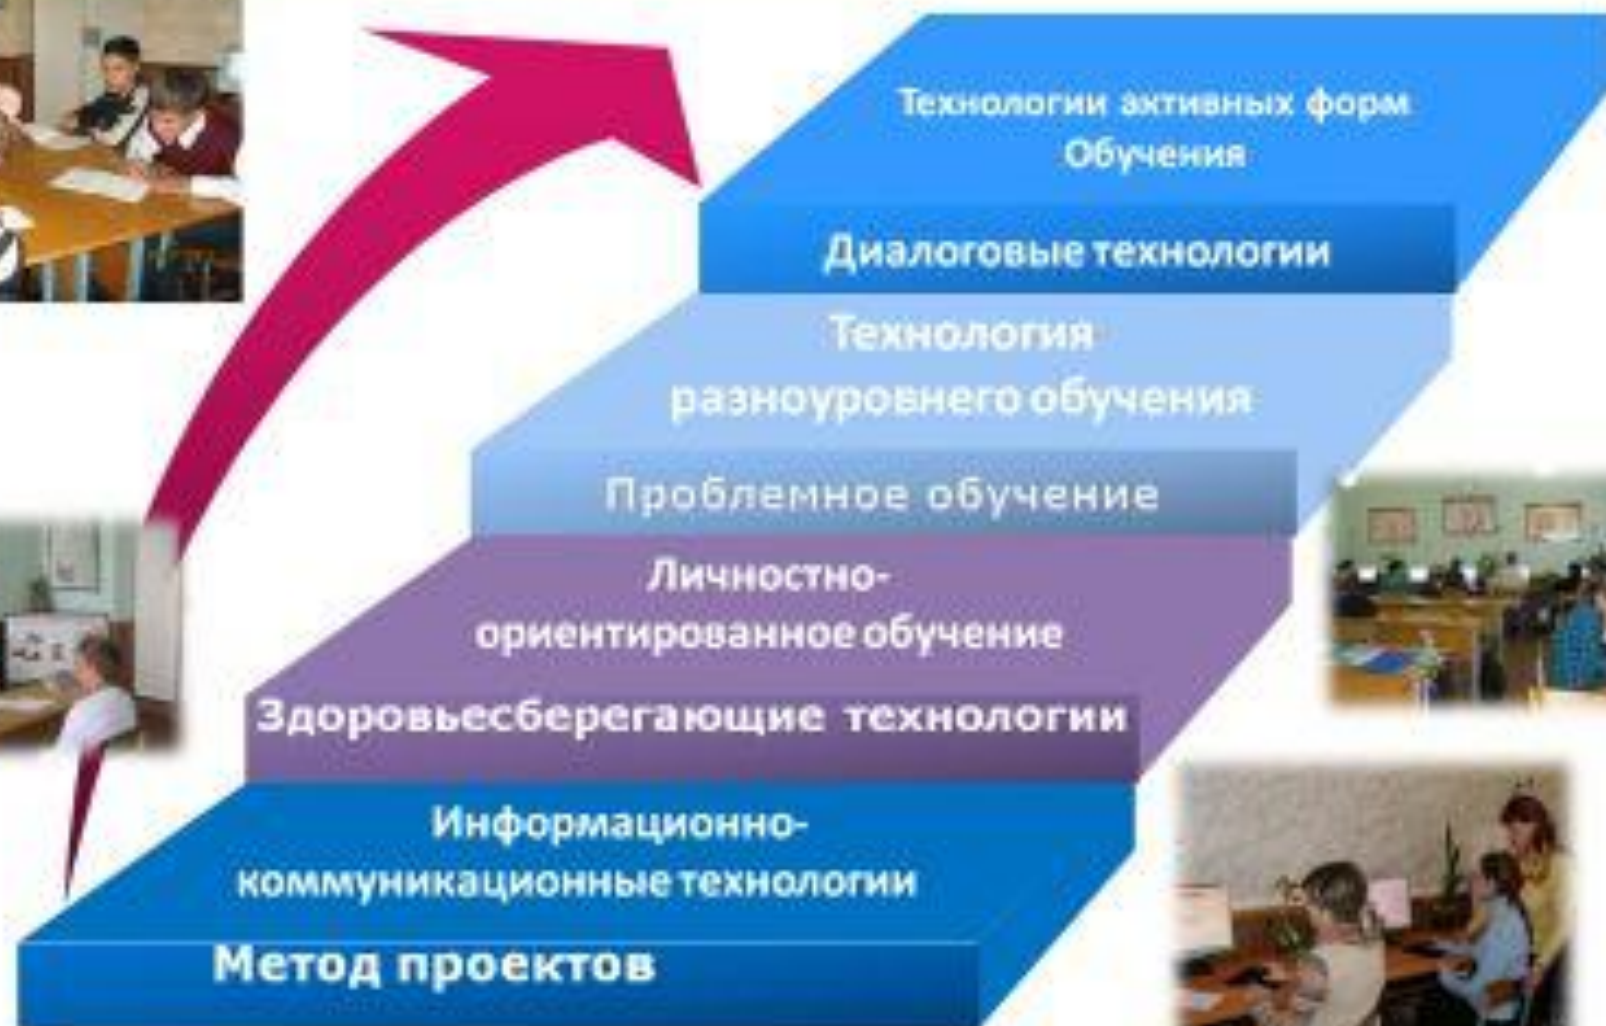 Технологии активных форм
Обучения
Диалоговые технологии
Технология
разноуровнего обучения
Проблемное обучение
Личностно-
ориентированное обучение
Здоровьесберегающие технологии
Информационно-
коммуникационные технологии
Метод проектов